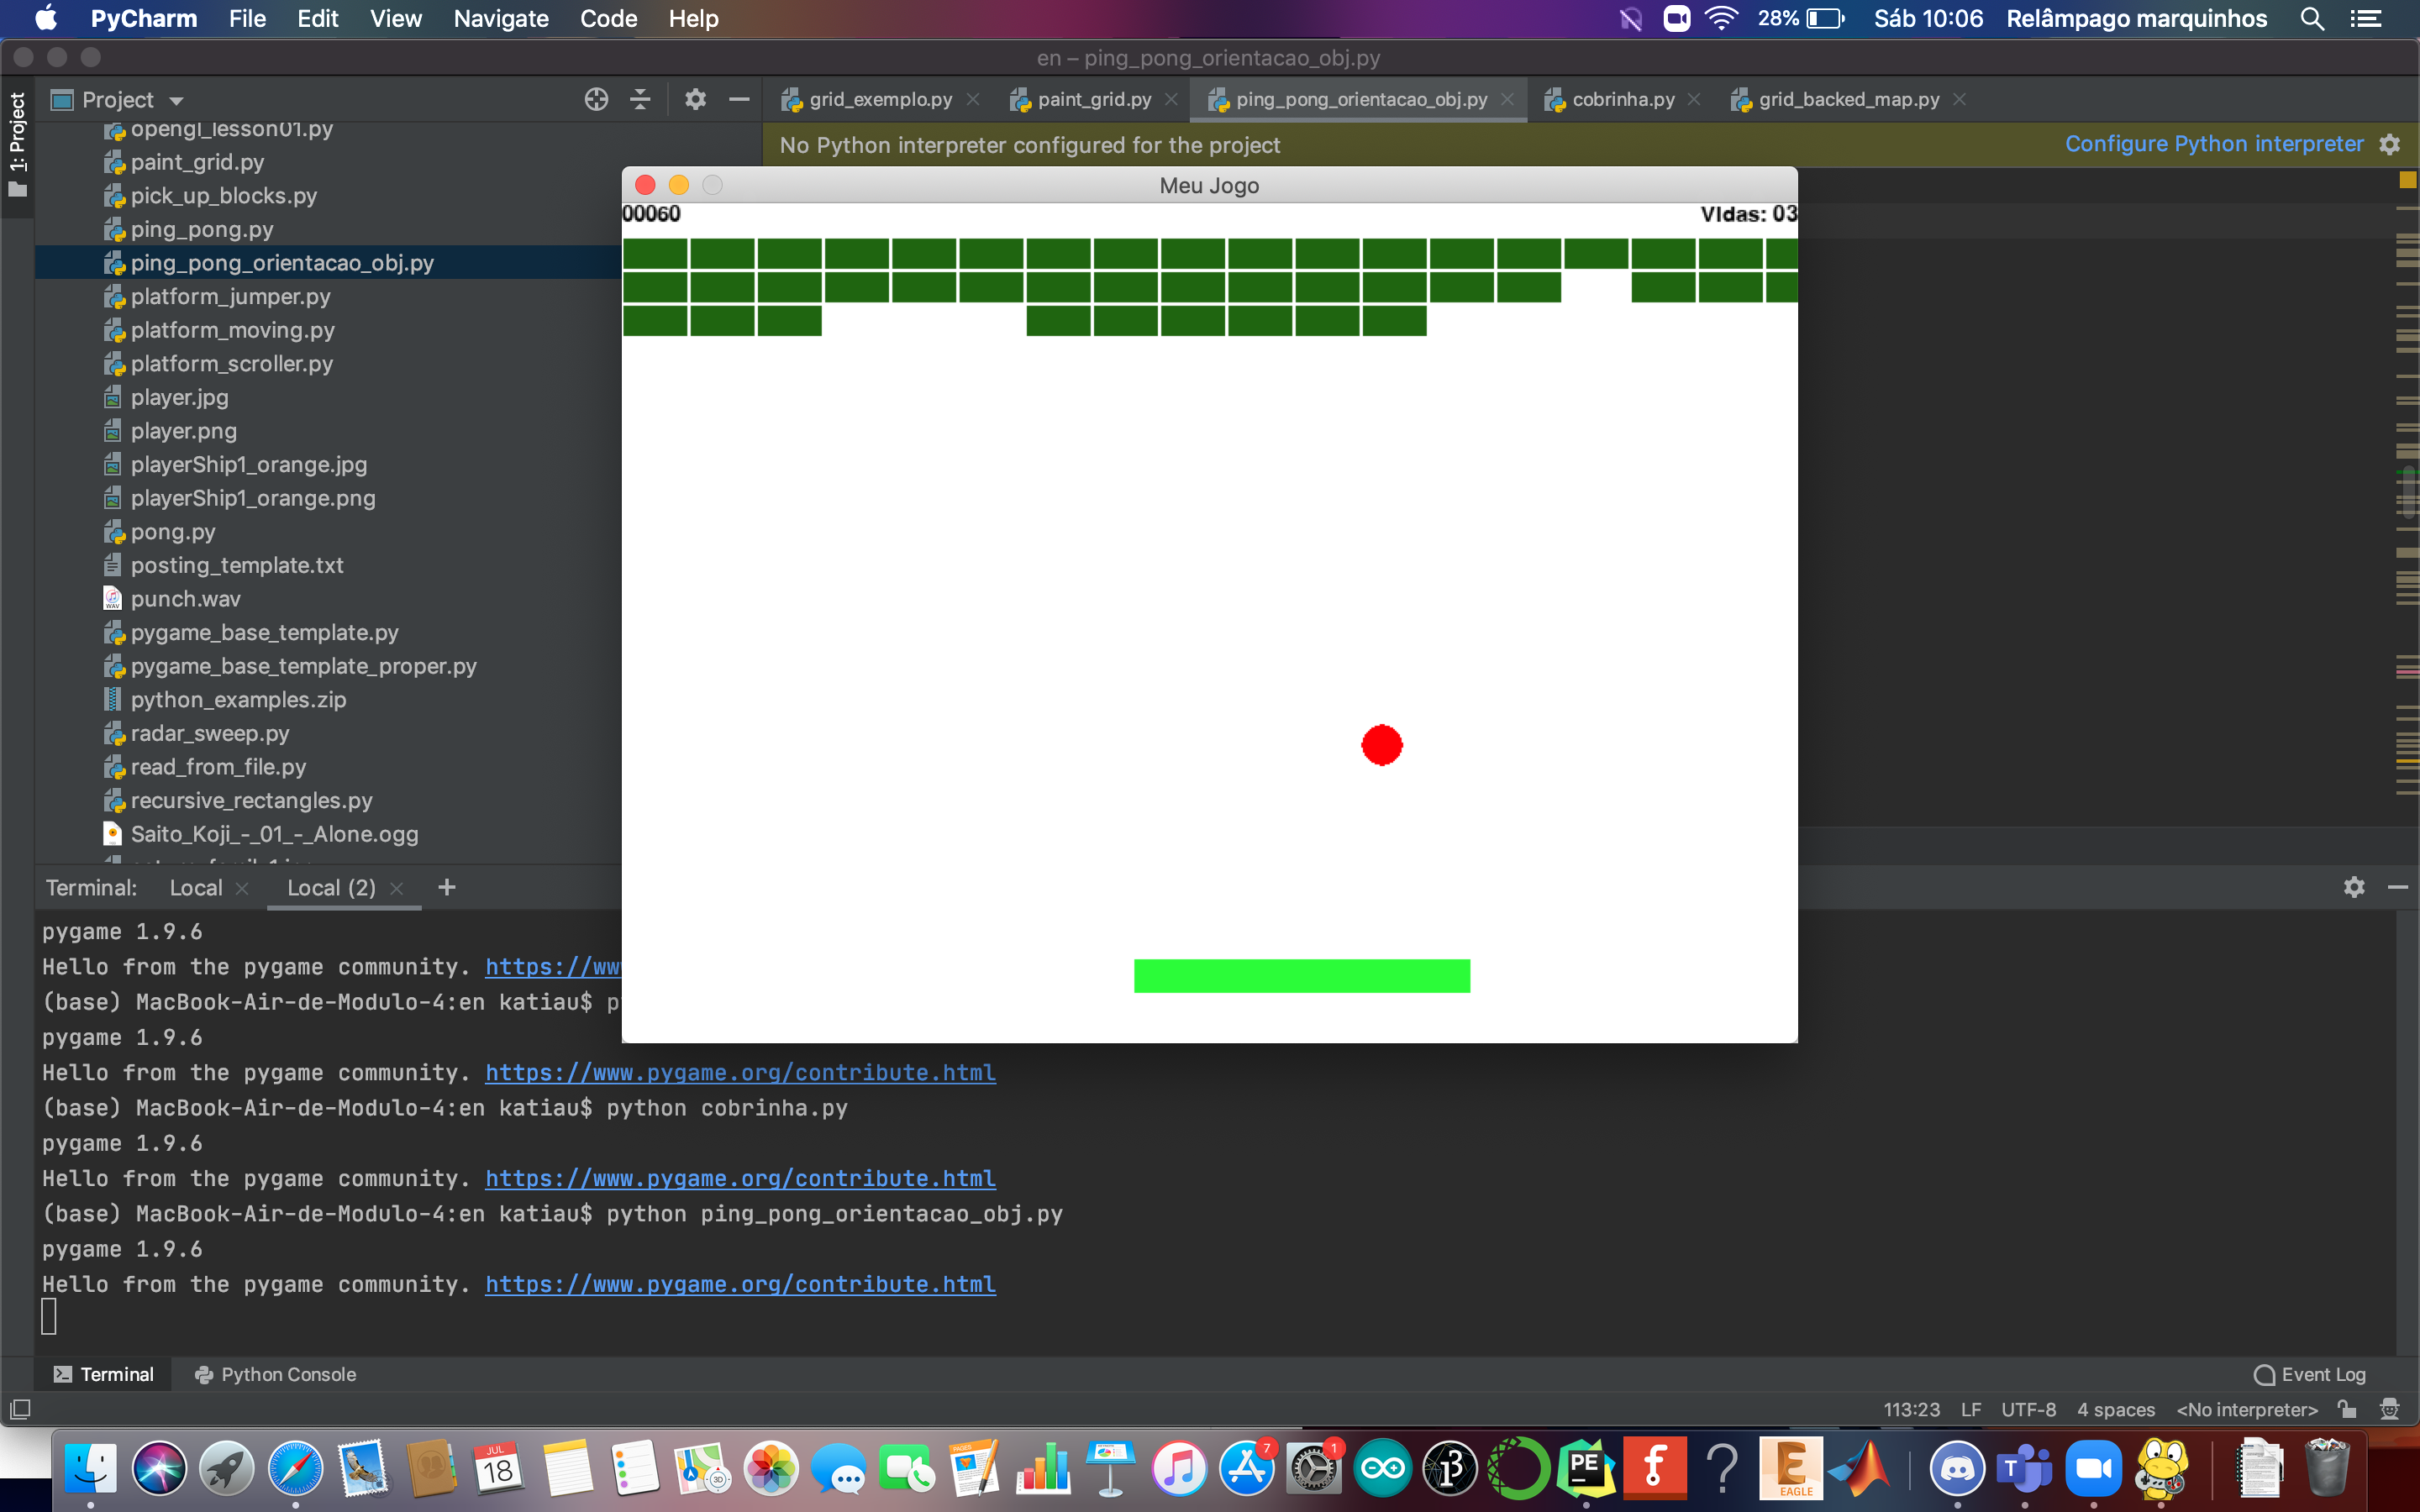 PyCharm File Edit View Navigate Code Help 28% Sáb 10:06 Relâmpago marquinhos
en – ping_pong_orientacao_obj.py
1: Project
Project
grid_exemplo.py paint_grid.py ping_pong_orientacao_obj.py cobrinha.py grid_backed_map.py
No Python interpreter configured for the project Configure Python interpreter
opengl_lesson01.py
paint_grid.py
pick_up_blocks.py
ping_pong.py
ping_pong_orientacao_obj.py
platform_jumper.py
platform_moving.py
platform_scroller.py
player.jpg
player.png
playerShip1_orange.jpg
playerShip1_orange.png
pong.py
posting_template.txt
punch.wav
pygame_base_template.py
pygame_base_template_proper.py
python_examples.zip
radar_sweep.py
read_from_file.py
recursive_rectangles.py
Saito_Koji_-_01_-_Alone.ogg
Meu Jogo
00060 VIdas: 03
Terminal: Local Local (2) +
pygame 1.9.6
Hello from the pygame community. https://ww
(base) MacBook-Air-de-Modulo-4:en katiau$ p
pygame 1.9.6
Hello from the pygame community. https://www.pygame.org/contribute.html
(base) MacBook-Air-de-Modulo-4:en katiau$ python cobrinha.py
pygame 1.9.6
Hello from the pygame community. https://www.pygame.org/contribute.html
(base) MacBook-Air-de-Modulo-4:en katiau$ python ping_pong_orientacao_obj.py
pygame 1.9.6
Hello from the pygame community. https://www.pygame.org/contribute.html
Terminal Python Console Event Log
113:23 LF UTF-8 4 spaces <No interpreter>
JUL
18
3D
PAGES
7
1
PE
EAGLE
T